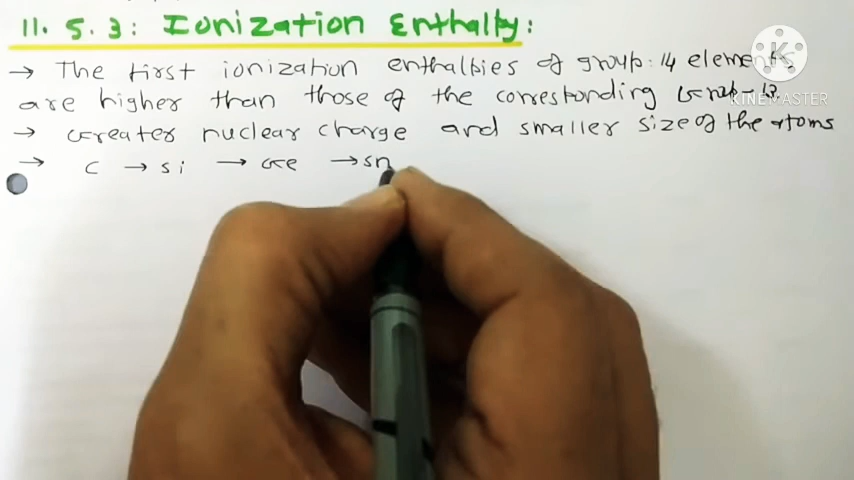 11.5.3: Ionization Enthalpy:
→ The first ionization enthalpies of group: 14 elements
are higher than those of the corresponding Group-13
→ Greater nuclear charge and smaller size of the atoms
→ C → Si → Ge → Sn
KINEMASTER